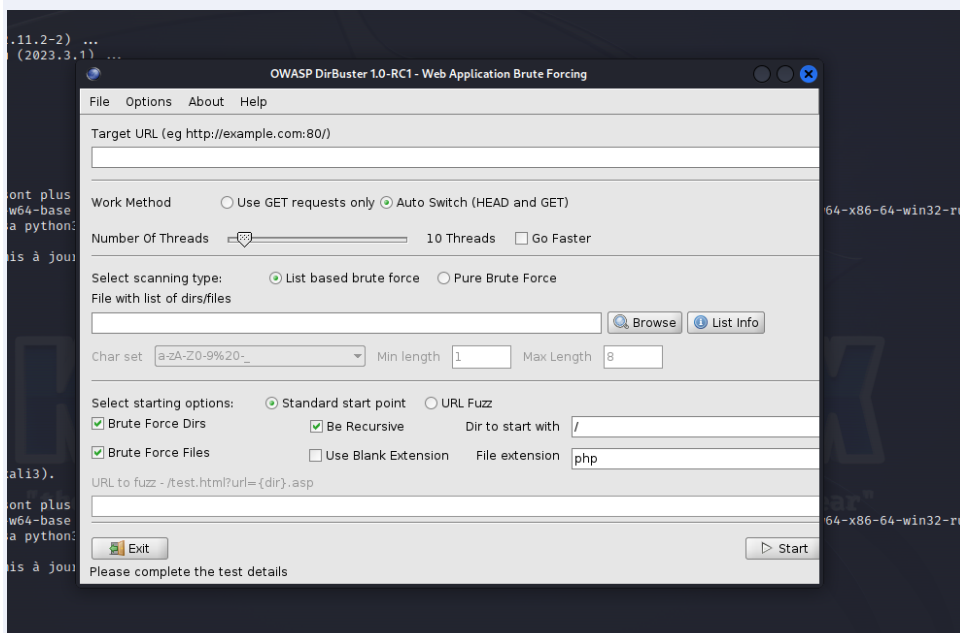 .11.2-2) ...
(2023.3.1) ...
OWASP DirBuster 1.0-RC1 - Web Application Brute Forcing
File Options About Help
Target URL (eg http://example.com:80/)
Work Method Use GET requests only Auto Switch (HEAD and GET)
Number Of Threads 10 Threads Go Faster
Select scanning type: List based brute force Pure Brute Force
File with list of dirs/files
Browse List Info
Char set a-zA-Z0-9%20-_ Min length 1 Max Length 8
Select starting options: Standard start point URL Fuzz
Brute Force Dirs Be Recursive Dir to start with /
Brute Force Files Use Blank Extension File extension php
URL to fuzz - /test.html?url={dir}.asp
Exit Start
Please complete the test details
sont plus
w64-base
sa python3
is à jour
64-x86-64-win32-ru
ali3).
ont plus
w64-base
a python3
is à jour
64-x86-64-win32-ru